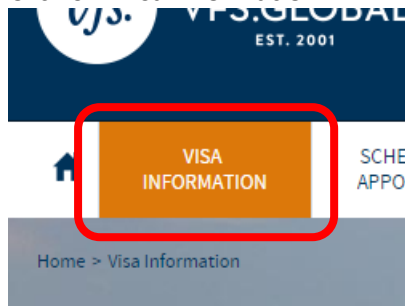 vfs.
VFS.GLOBAL
EST. 2001
VISA
INFORMATION
SCHE
APPO
Home > Visa Information